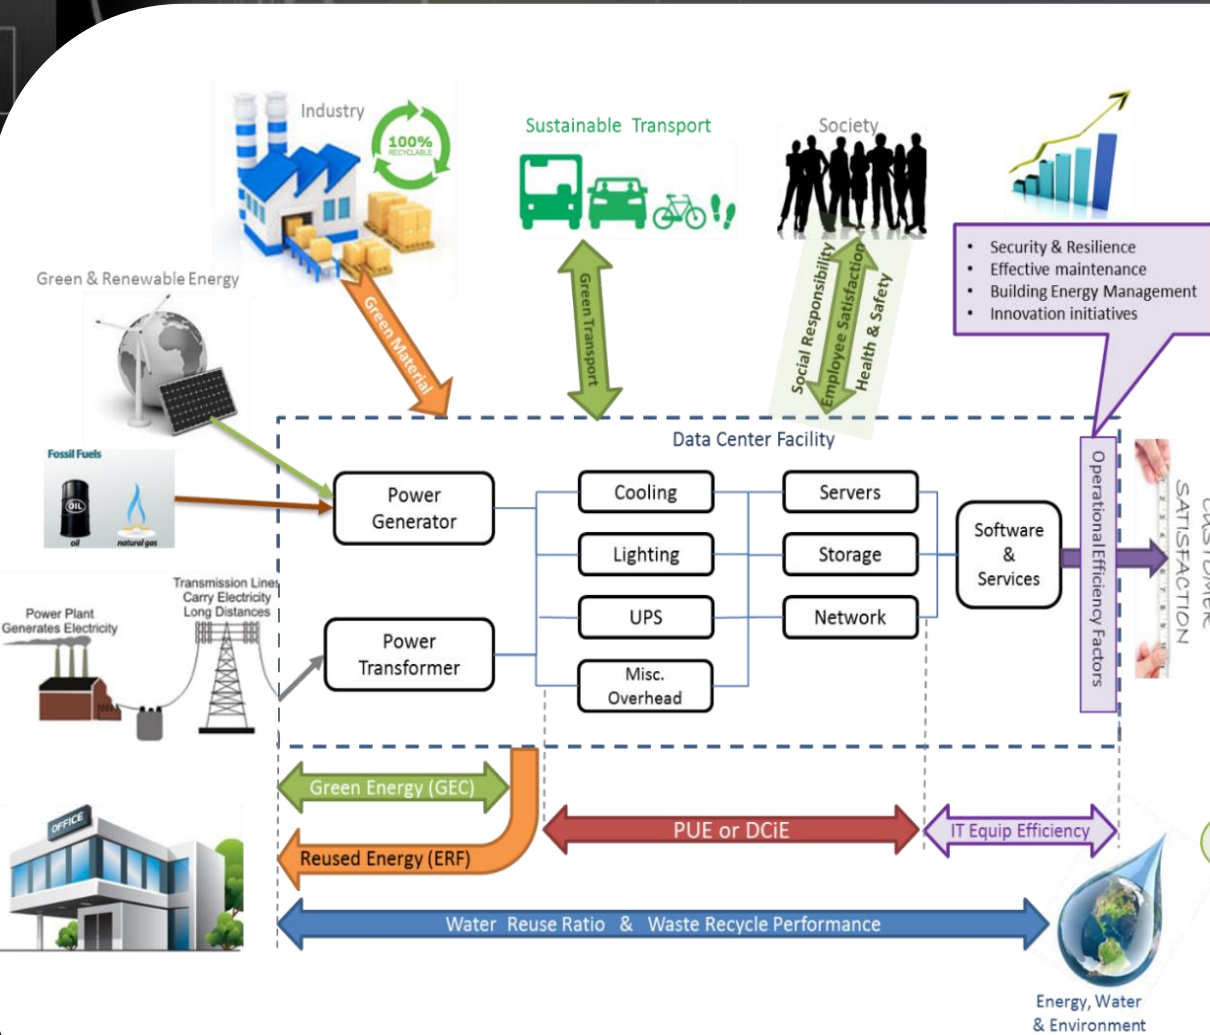 Industry
100%
RECYCLABLE
Sustainable Transport
Society
Green & Renewable Energy
Green Material
Green Transport
Social Responsibility
Employee Satisfaction
Health & Safety
• Security & Resilience
• Effective maintenance
• Building Energy Management
• Innovation initiatives
Fossil Fuels
OIL
oil
natural gas
Data Center Facility
Power
Generator
Cooling
Servers
Lighting
Storage
UPS
Network
Misc.
Overhead
Software
&
Services
Operational Efficiency Factors
CUSTOMER
SATISFACTION
Transmission Lines
Carry Electricity
Long Distances
Power Plant
Generates Electricity
Power
Transformer
Green Energy (GEC)
PUE or DCiE
IT Equip Efficiency
Reused Energy (ERF)
OFFICE
Water Reuse Ratio & Waste Recycle Performance
Energy, Water
& Environment